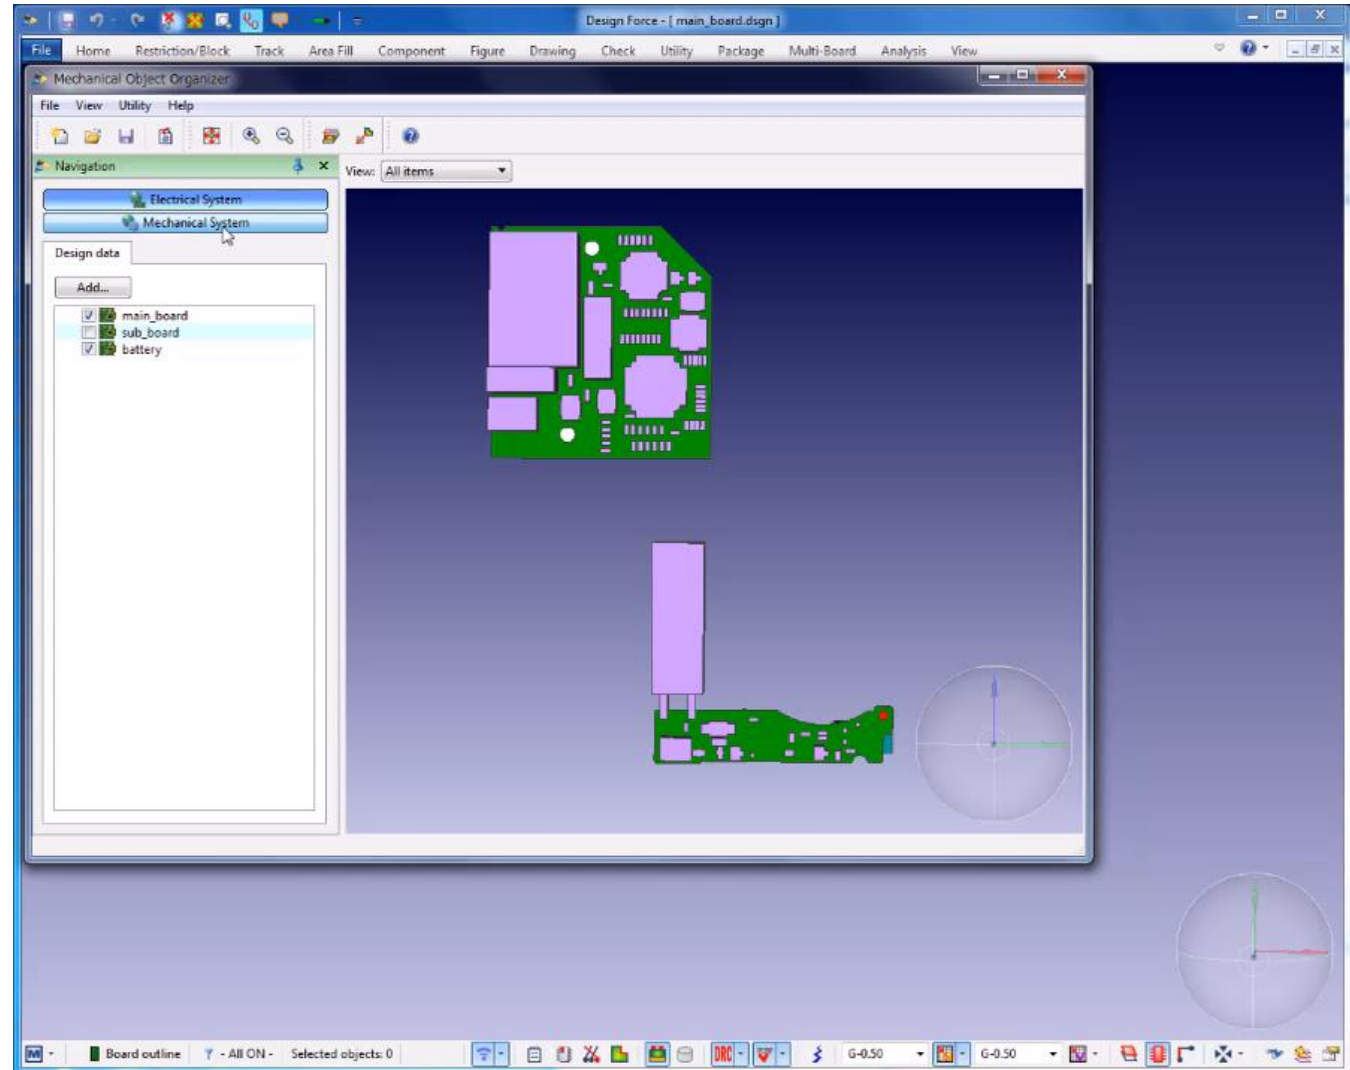 Design Force - [ main_board.dsgn ]
File Home Restriction/Block Track Area Fill Component Figure Drawing Check Utility Package Multi-Board Analysis View
Mechanical Object Organizer
File View Utility Help
Navigation
View: All items
Electrical System
Mechanical System
Design data
Add...
main_board
sub_board
battery
Board outline - All ON - Selected objects: 0 DRC G-0.50 G-0.50